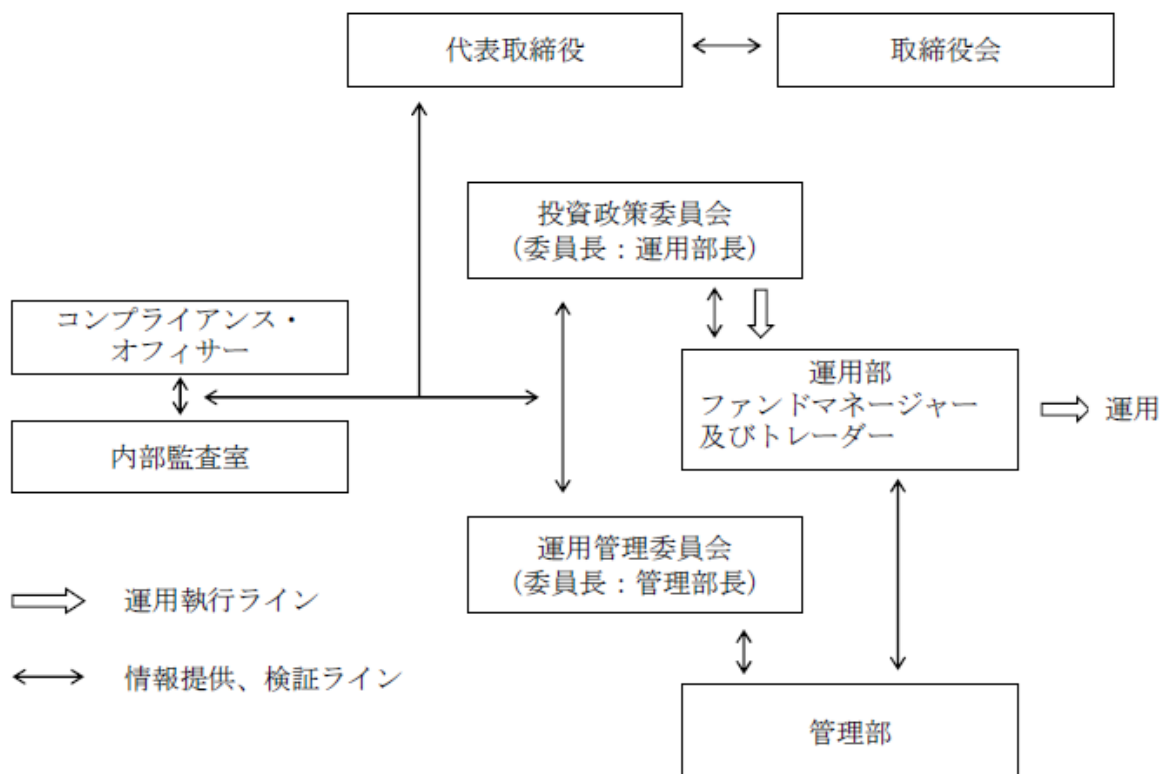 代表取締役
取締役会
投資政策委員会
（委員長：運用部長）
コンプライアンス・
オフィサー
運用部
ファンドマネージャー
及びトレーダー
運用
内部監査室
運用管理委員会
（委員長：管理部長）
運用執行ライン
情報提供、検証ライン
管理部